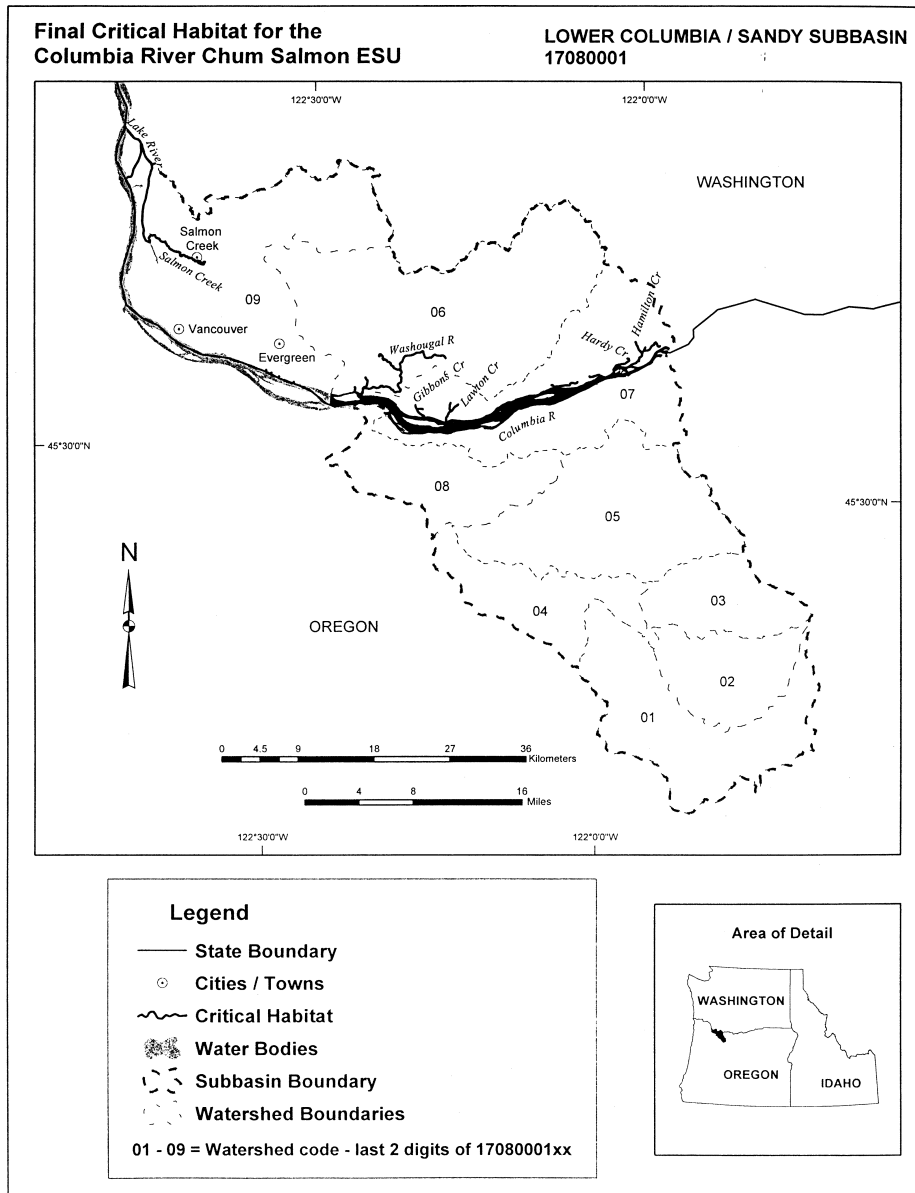 Final Critical Habitat for the
Columbia River Chum Salmon ESU
LOWER COLUMBIA / SANDY SUBBASIN
17080001
122°30'0"W
122°0'0"W
Lake River
WASHINGTON
Salmon
Creek
Salmon Creek
09
Vancouver
Evergreen
06
Washougal R
Gibbons Cr
Lawton Cr
Hardy Cr
Hamilton Cr
07
Columbia R
45°30'0"N
45°30'0"N
08
05
N
04
03
OREGON
02
01
0 4.5 9 18 27 36
Kilometers
0 4 8 16
Miles
122°30'0"W
122°0'0"W
Legend
State Boundary
Cities / Towns
Critical Habitat
Water Bodies
Subbasin Boundary
Watershed Boundaries
01 - 09 = Watershed code - last 2 digits of 17080001xx
Area of Detail
WASHINGTON
OREGON
IDAHO